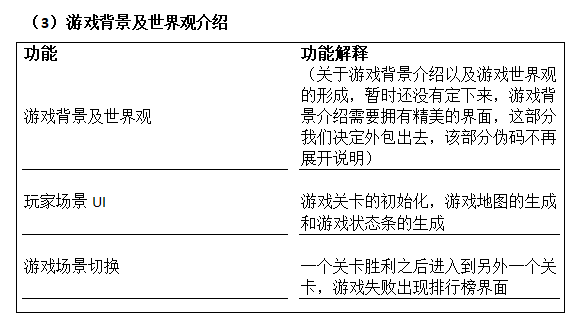 （3）游戏背景及世界观介绍
功能
功能解释
游戏背景及世界观
（关于游戏背景介绍以及游戏世界观
的形成，暂时还没有定下来，游戏背
景介绍需要拥有精美的界面，这部分
我们决定外包出去，该部分伪码不再
展开说明）
玩家场景 UI
游戏关卡的初始化，游戏地图的生成
和游戏状态条的生成
游戏场景切换
一个关卡胜利之后进入到另外一个关
卡，游戏失败出现排行榜界面